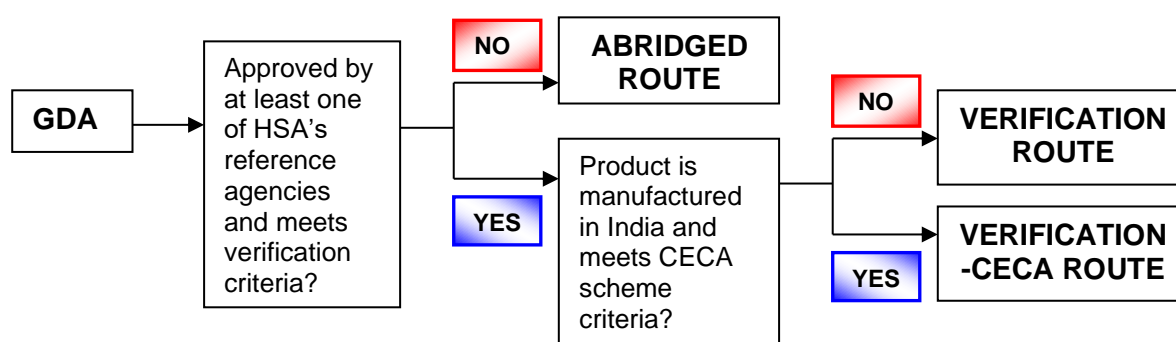 GDA
Approved by
at least one
of HSA's
reference
agencies
and meets
verification
criteria?
NO
ABRIDGED
ROUTE
YES
Product is
manufactured
in India and
meets CECA
scheme
criteria?
NO
VERIFICATION
ROUTE
YES
VERIFICATION
-CECA ROUTE